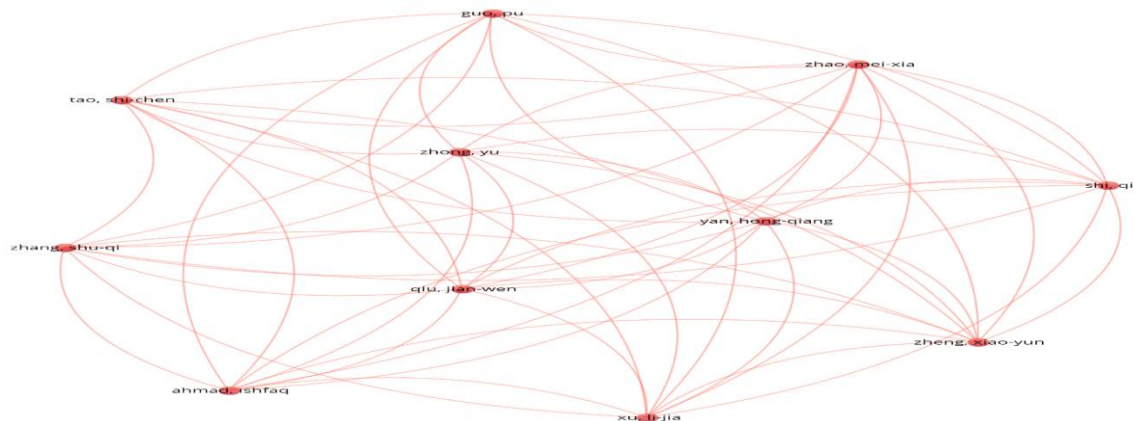 guo, pu
zhao, mei-xia
tao, shi-chen
zhong, yu
shi, qi
yan, hong-qiang
zhang, shu-qi
qiu, jian-wen
zheng, xiao-yun
ahmad, ishfaq
xu, li-jia